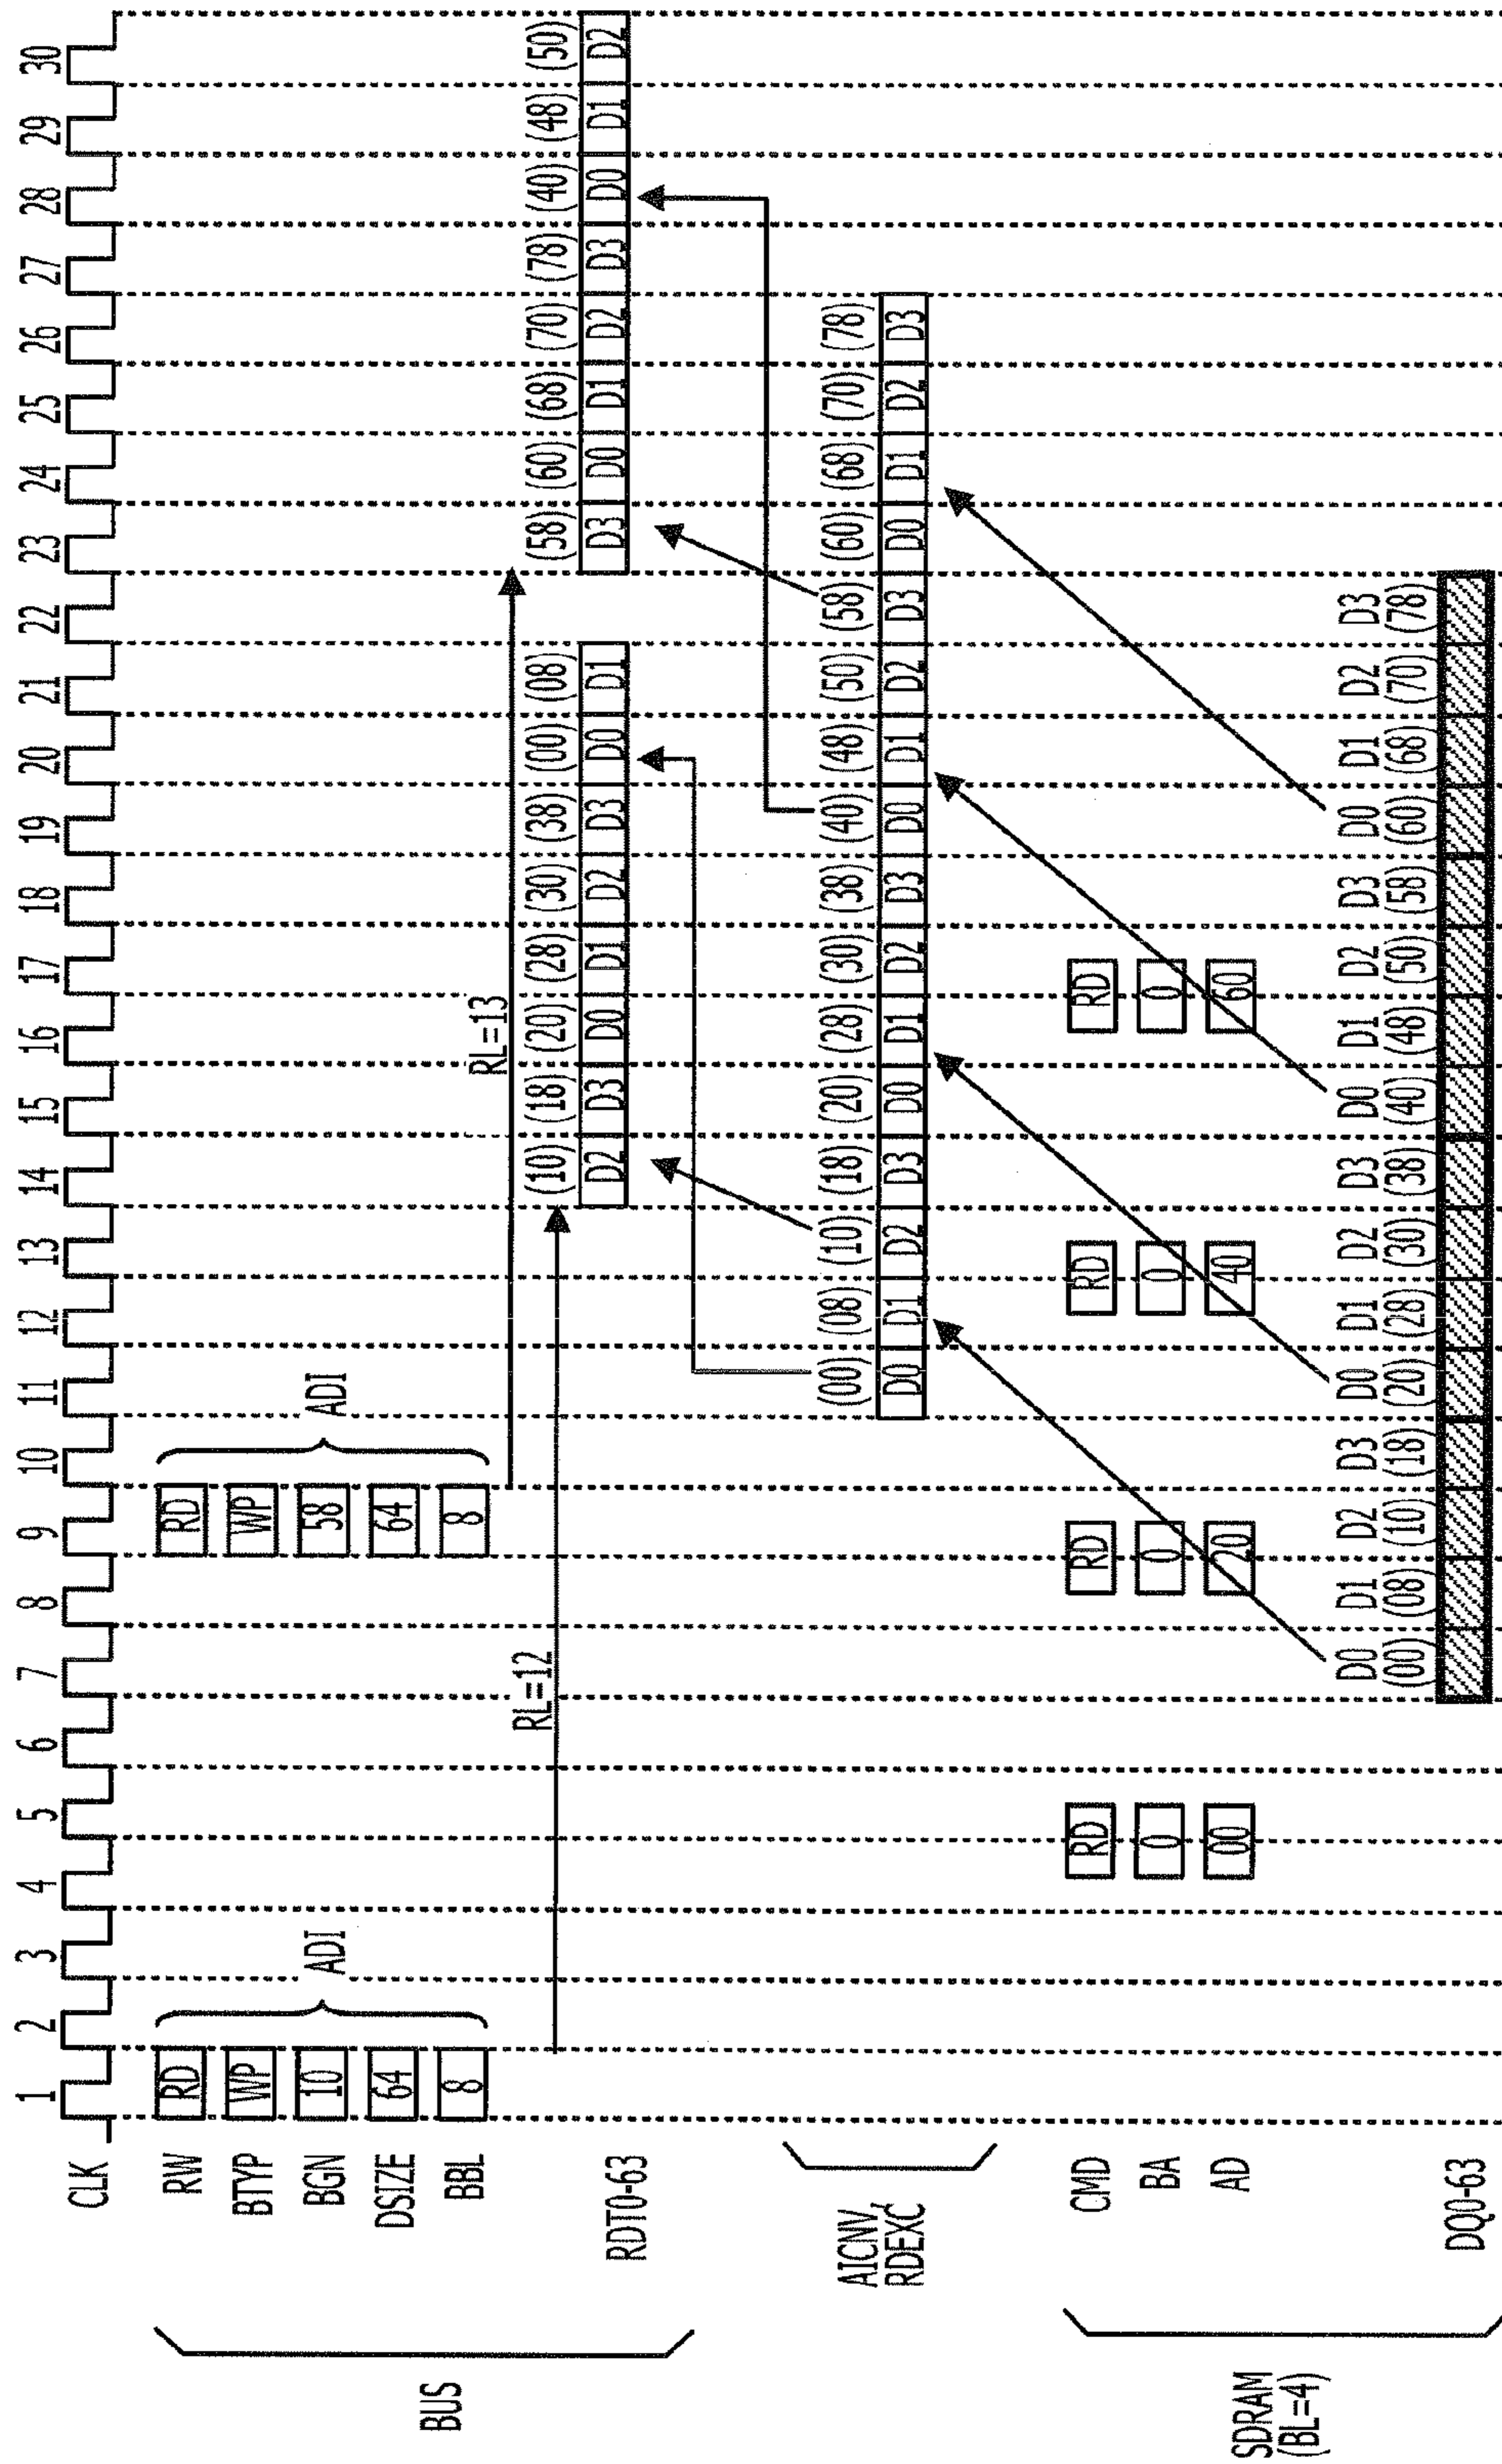 CLK 1 2 3 4 5 6 7 8 9 10 11 12 13 14 15 16 17 18 19 20 21 22 23 24 25 26 27 28 29 30
BUS
RW RD RD
BTYP WP WP
BGN 10 ADI 58 ADI
DSIZE 64 64
BBL 8 8
RL=13
RL=12
(10) (18) (20) (28) (30) (38) (00) (08) (58) (60) (68) (70) (78) (40) (48) (50)
RDT0-63 D2 D3 D0 D1 D2 D3 D0 D1 D3 D0 D1 D2 D3 D0 D1 D2
(00) (08) (10) (18) (20) (28) (30) (38) (40) (48) (50) (58) (60) (68) (70) (78)
AICNV,
RDEXC
D0 D1 D2 D3 D0 D1 D2 D3 D0 D1 D2 D3 D0 D1 D2 D3
SDRAM
(BL=4)
CMD RD RD RD RD
BA 0 0 0 0
AD 00 20 40 60
D0 D1 D2 D3 D0 D1 D2 D3 D0 D1 D2 D3 D0 D1 D2 D3
(00) (08) (10) (18) (20) (28) (30) (38) (40) (48) (50) (58) (60) (68) (70) (78)
DQ0-63